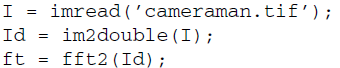 I = imread(’cameraman.tif’);
Id = im2double(I);
ft = fft2(Id);